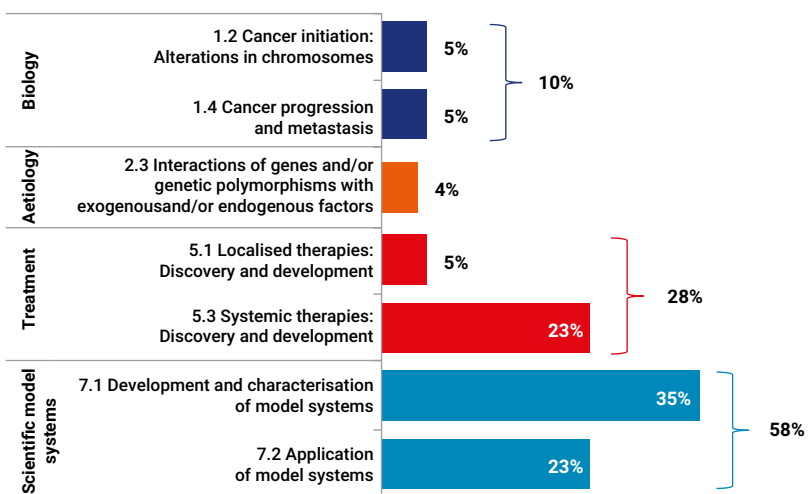 Biology
1.2 Cancer initiation:
Alterations in chromosomes
5%
1.4 Cancer progression
and metastasis
5%
10%
Aetiology
2.3 Interactions of genes and/or
genetic polymorphisms with
exogenousand/or endogenous factors
4%
Treatment
5.1 Localised therapies:
Discovery and development
5%
5.3 Systemic therapies:
Discovery and development
23%
28%
Scientific model
systems
7.1 Development and characterisation
of model systems
35%
7.2 Application
of model systems
23%
58%